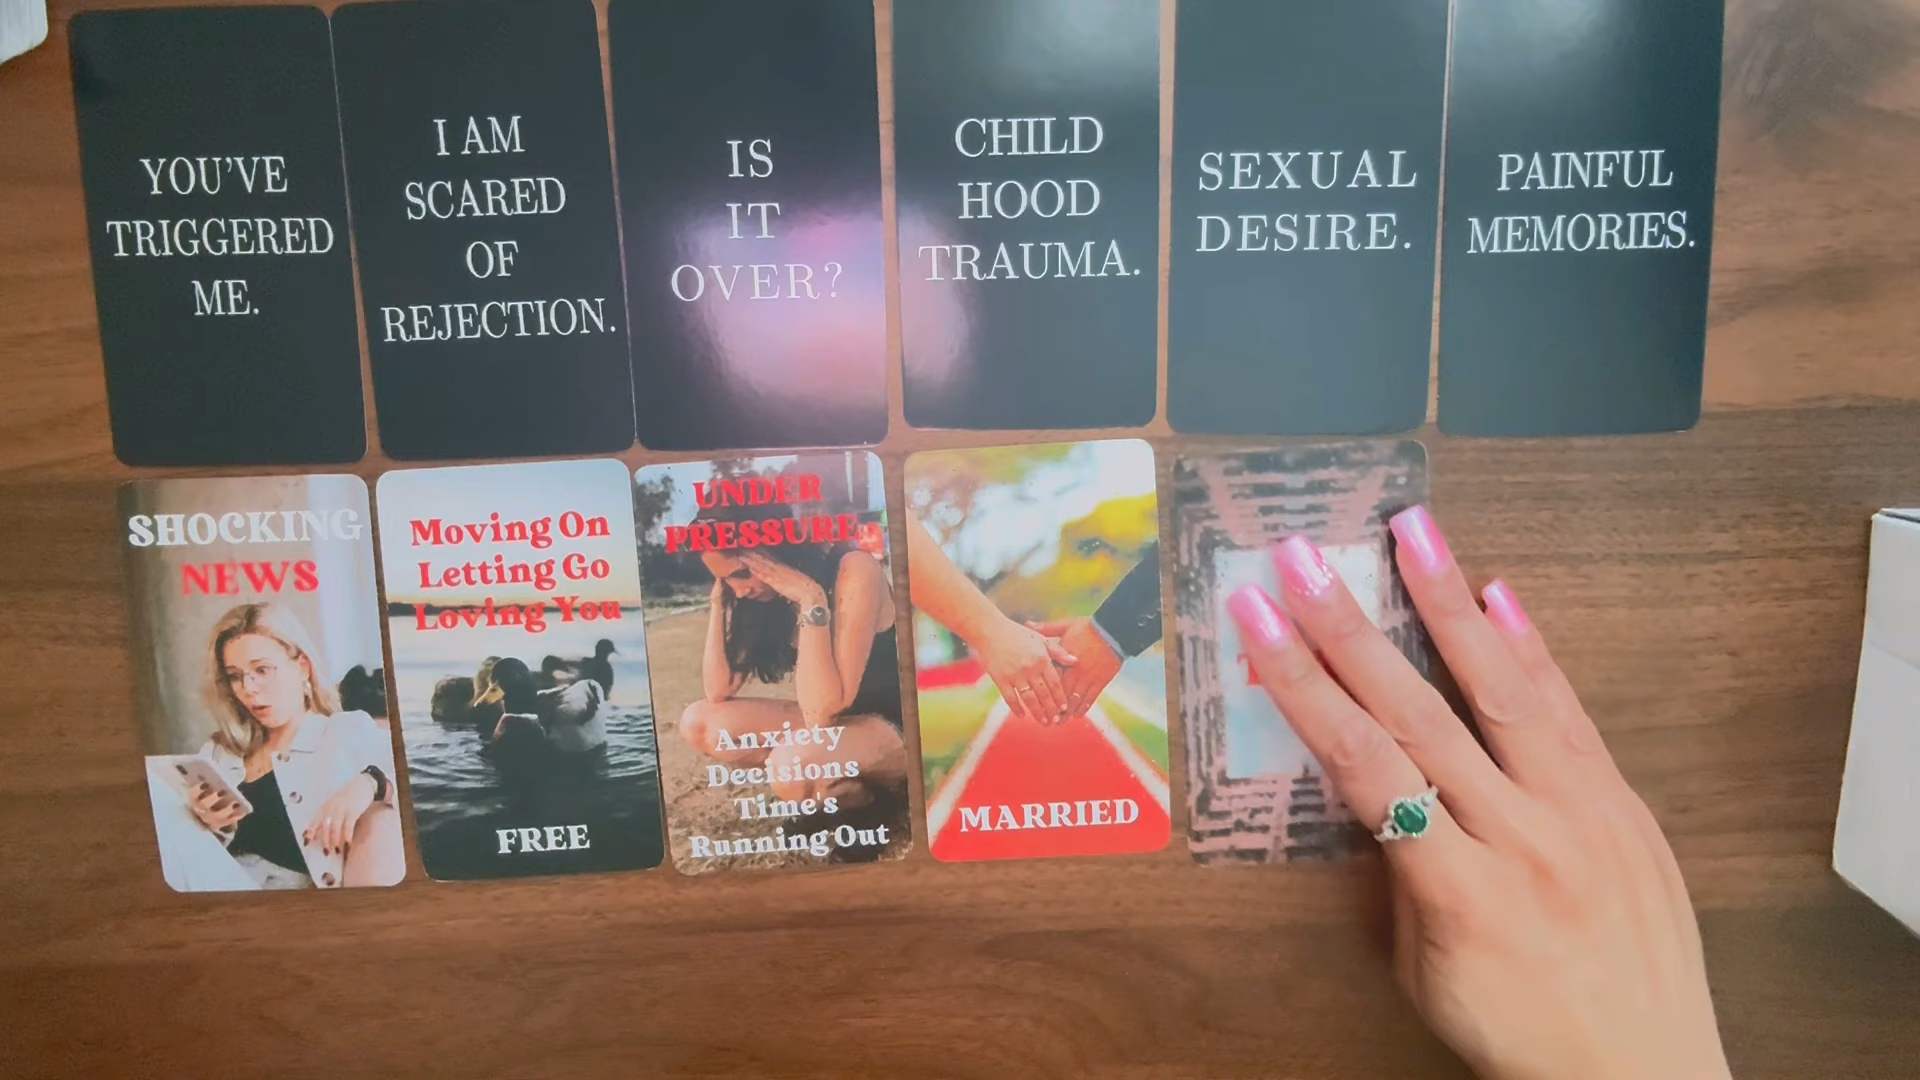 YOU'VE
TRIGGERED
ME.
I AM
SCARED
OF
REJECTION.
IS
IT
OVER?
CHILD
HOOD
TRAUMA.
SEXUAL
DESIRE.
PAINFUL
MEMORIES.
SHOCKING
NEWS
Moving On
Letting Go
Loving You
FREE
UNDER
PRESSURE
Anxiety
Decisions
Time's
Running Out
MARRIED